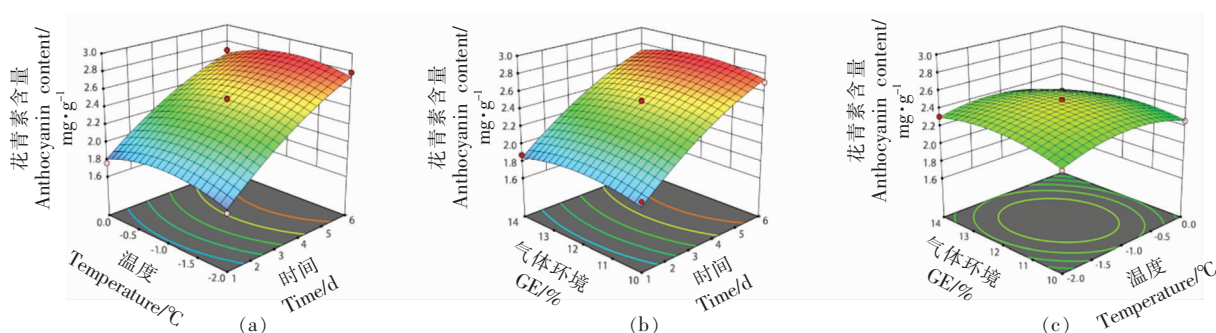 花青素含量
Anthocyanin content/
mg·g⁻¹
3.0
2.8
2.6
2.4
2.2
2.0
1.8
1.6
0.0
-0.5
-1.0
-1.5
-2.0
温度
Temperature/℃
1
2
3
4
5
6
时间
Time/d
(a)
花青素含量
Anthocyanin content/
mg·g⁻¹
3.0
2.8
2.6
2.4
2.2
2.0
1.8
1.6
14
13
12
11
10
气体环境
GE/%
1
2
3
4
5
6
时间
Time/d
(b)
花青素含量
Anthocyanin content/
mg·g⁻¹
3.0
2.8
2.6
2.4
2.2
2.0
1.8
1.6
14
13
12
11
10
气体环境
GE/%
-2.0
-1.5
-1.0
-0.5
0.0
温度
Temperature/℃
(c)